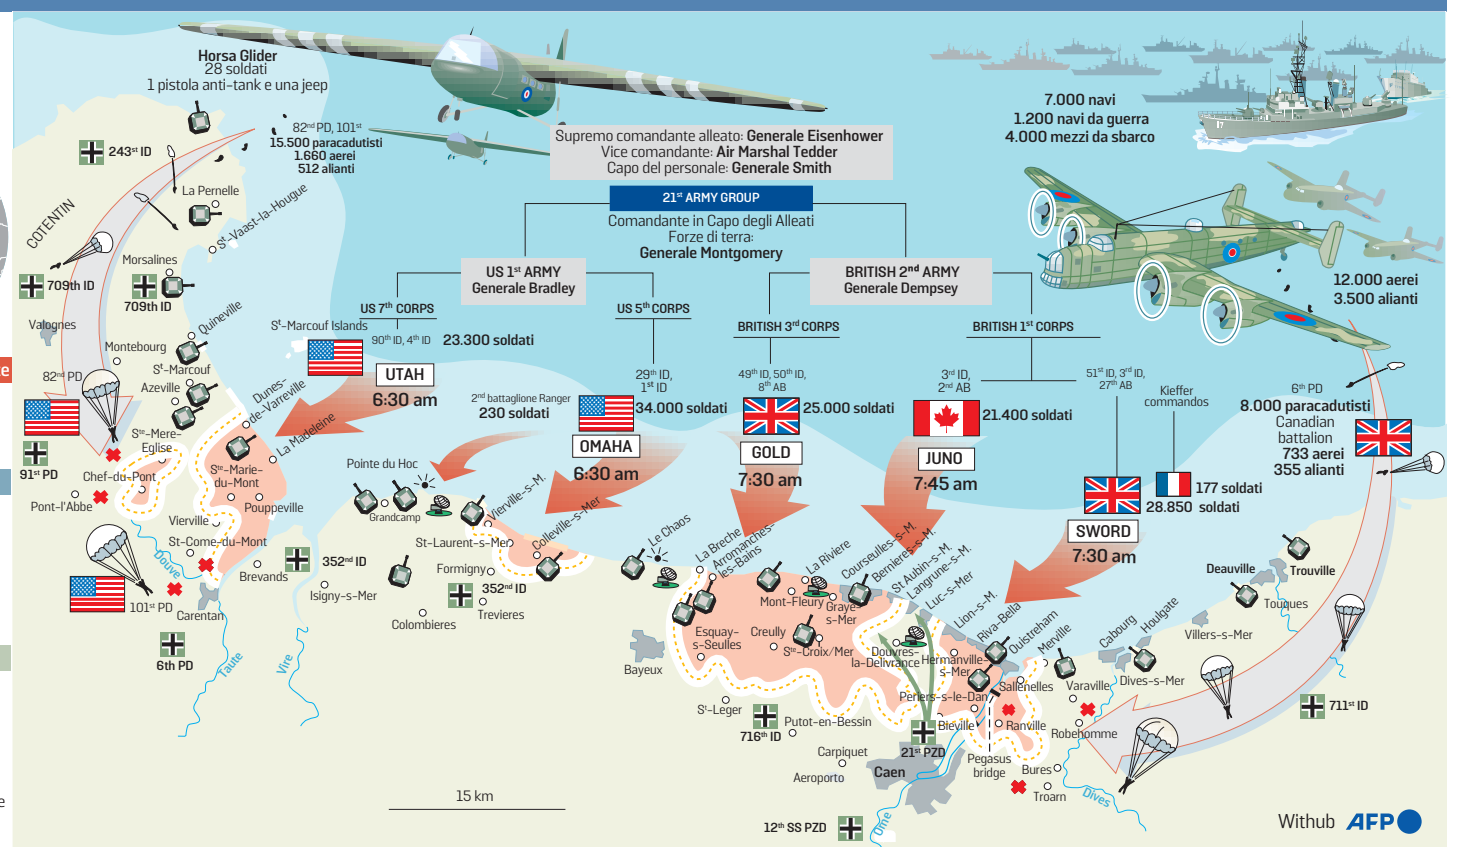 Horsa Glider
28 soldati
1 pistola anti-tank e una jeep
82nd PD, 101st
15.500 paracadutisti
1.660 aerei
512 alianti
Supremo comandante alleato: Generale Eisenhower
Vice comandante: Air Marshal Tedder
Capo del personale: Generale Smith
21st ARMY GROUP
Comandante in Capo degli Alleati
Forze di terra:
Generale Montgomery
7.000 navi
1.200 navi da guerra
4.000 mezzi da sbarco
17
12.000 aerei
3.500 alianti
US 1st ARMY
Generale Bradley
BRITISH 2nd ARMY
Generale Dempsey
US 7th CORPS
90th ID, 4th ID
23.300 soldati
UTAH
6:30 am
US 5th CORPS
29th ID,
1st ID
2nd battaglione Ranger
230 soldati
34.000 soldati
OMAHA
6:30 am
BRITISH 3rd CORPS
49th ID, 50th ID,
8th AB
25.000 soldati
GOLD
7:30 am
BRITISH 1st CORPS
3rd ID,
2nd AB
21.400 soldati
JUNO
7:45 am
51st ID, 3rd ID,
27th AB
Kieffer
commandos
177 soldati
28.850 soldati
SWORD
7:30 am
6th PD
8.000 paracadutisti
Canadian
battalion
733 aerei
355 alianti
243st ID
COTENTIN
La Pernelle
St-Vaast-la-Hougue
Morsalines
709th ID
709th ID
Valognes
Quineville
St-Marcouf Islands
Montebourg
St-Marcouf
Azeville
82nd PD
Dunes-
de-Varreville
La Madeleine
Ste-Mere-
Eglise
91st PD
Chef-du-Pont
Ste-Marie-
du-Mont
Pont-l'Abbe
Pouppeville
Vierville
St-Come-du-Mont
Douve
Brevands
101st PD
Carentan
6th PD
Taute
Vire
352nd ID
Isigny-s-Mer
Pointe du Hoc
Grandcamp
Vierville-s-M.
St-Laurent-s-Mer
Colleville-s-Mer
Formigny
352nd ID
Trevieres
Colombieres
Le Chaos
La Breche
Arromanches-
les-Bains
La Riviere
Mont-Fleury
Graye-
s-Mer
Courseulles-s-M.
Bernieres-s-M.
St Aubin-s-M.
Langrune-s-M.
Luc-s-Mer
Lion-s-M.
Riva-Bella
Ouistreham
Merville
Bayeux
Esquay-
s-Seulles
Creully
Ste-Croix/Mer
Douvres-
la-Delivrance
Hermanville-
s-Mer
Periers-s-le-Dan
Sallenelles
Varaville
Cabourg
Houlgate
Dives-s-Mer
Villers-s-Mer
Deauville
Trouville
Touques
711st ID
St-Leger
716th ID
Putot-en-Bessin
Bieville
Ranville
Robehomme
21st PZD
Caen
Carpiquet
Aeroporto
Pegasus
bridge
Bures
Troarn
Dives
12th SS PZD
Orne
15 km
Withub AFP